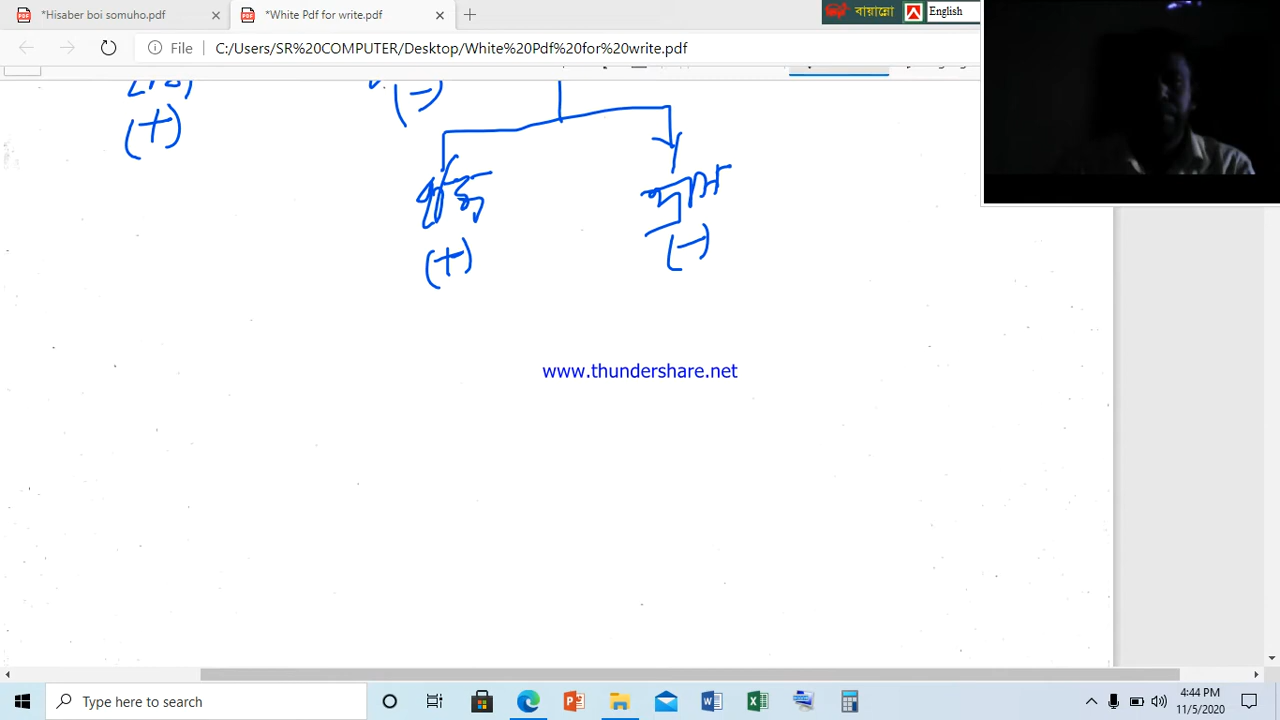 *Hisaber boi somuho.pdf
*White Pdf for write.pdf
বায়ান্নো
English
File
C:/Users/SR%20COMPUTER/Desktop/White%20Pdf%20for%20write.pdf
(+)
(-)
(+)
(-)
www.thundershare.net
Type here to search
4:44 PM
11/5/2020